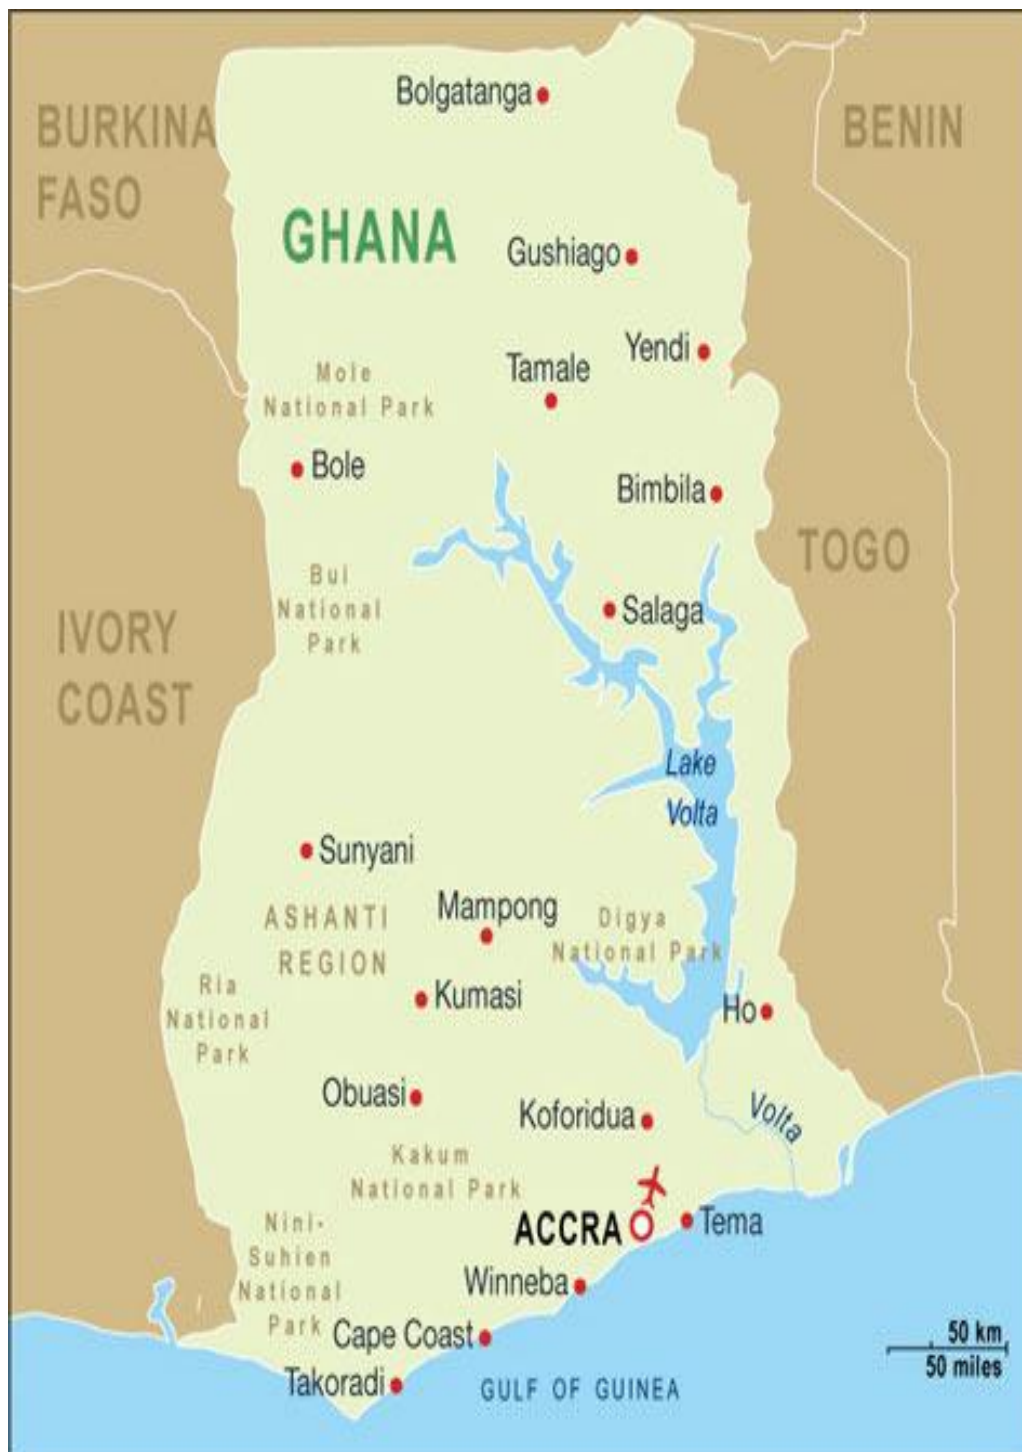 Bolgatanga
BURKINA
FASO
BENIN
GHANA
Gushiago
Yendi
Tamale
Mole
National Park
Bole
Bimbila
TOGO
Bui
National
Park
Salaga
IVORY
COAST
Lake
Volta
Sunyani
Mampong
ASHANTI
REGION
Digya
National Park
Ria
National
Park
Kumasi
Ho
Obuasi
Koforidua
Volta
Kakum
National Park
ACCRA
Tema
Nini-
Suhien
National
Park
Winneba
Cape Coast
Takoradi
GULF OF GUINEA
50 km
50 miles